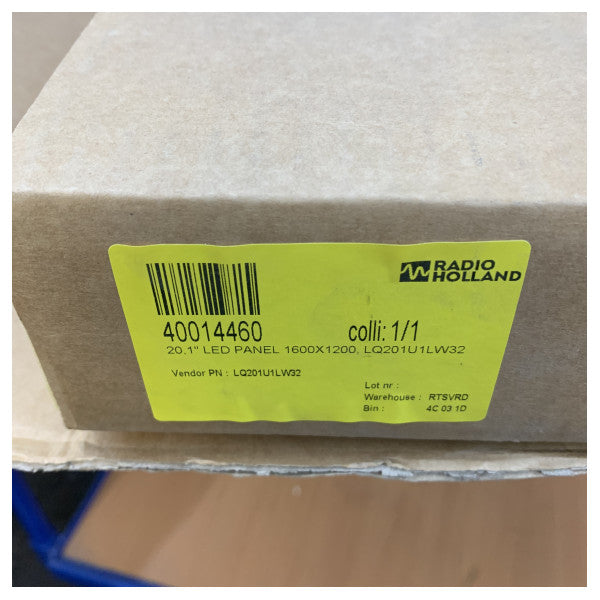 RADIO
HOLLAND
40014460 colli: 1/1
20.1" LED PANEL 1600X1200, LQ201U1LW32
Vendor PN : LQ201U1LW32
Lot nr :
Warehouse : RTSVRD
Bin : 4C 03 1D